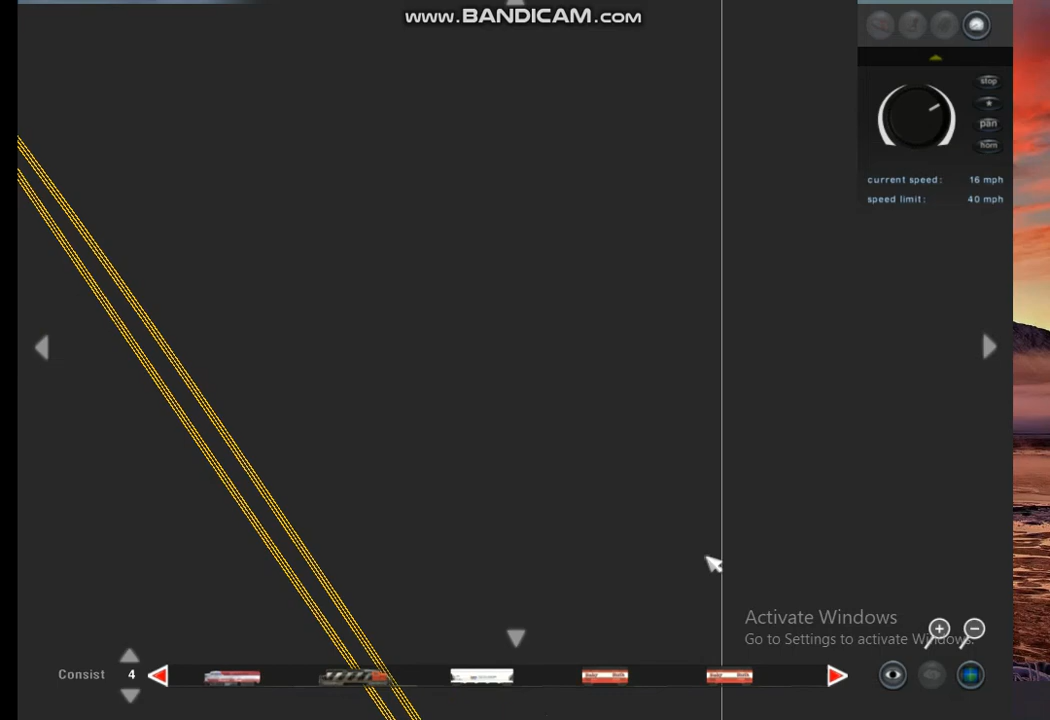 www.BANDICAM.com
stop
pan
horn
current speed: 16 mph
speed limit: 40 mph
Activate Windows
Go to Settings to activate Windows.
Consist 4